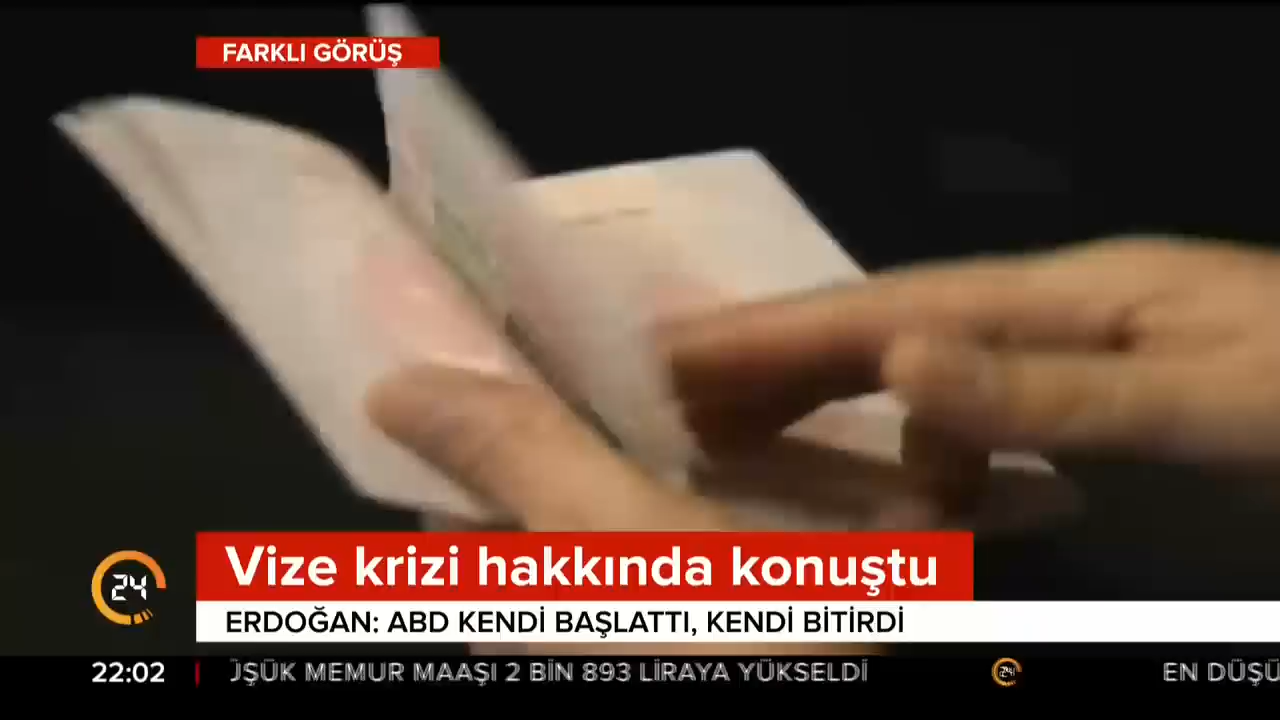 FARKLI GÖRÜŞ
Vize krizi hakkında konuştu
24
ERDOĞAN: ABD KENDİ BAŞLATTI, KENDİ BİTİRDİ
22:02 MEMUR MAAŞI 2 BİN 893 LİRAYA YÜKSELDİ 24 EN